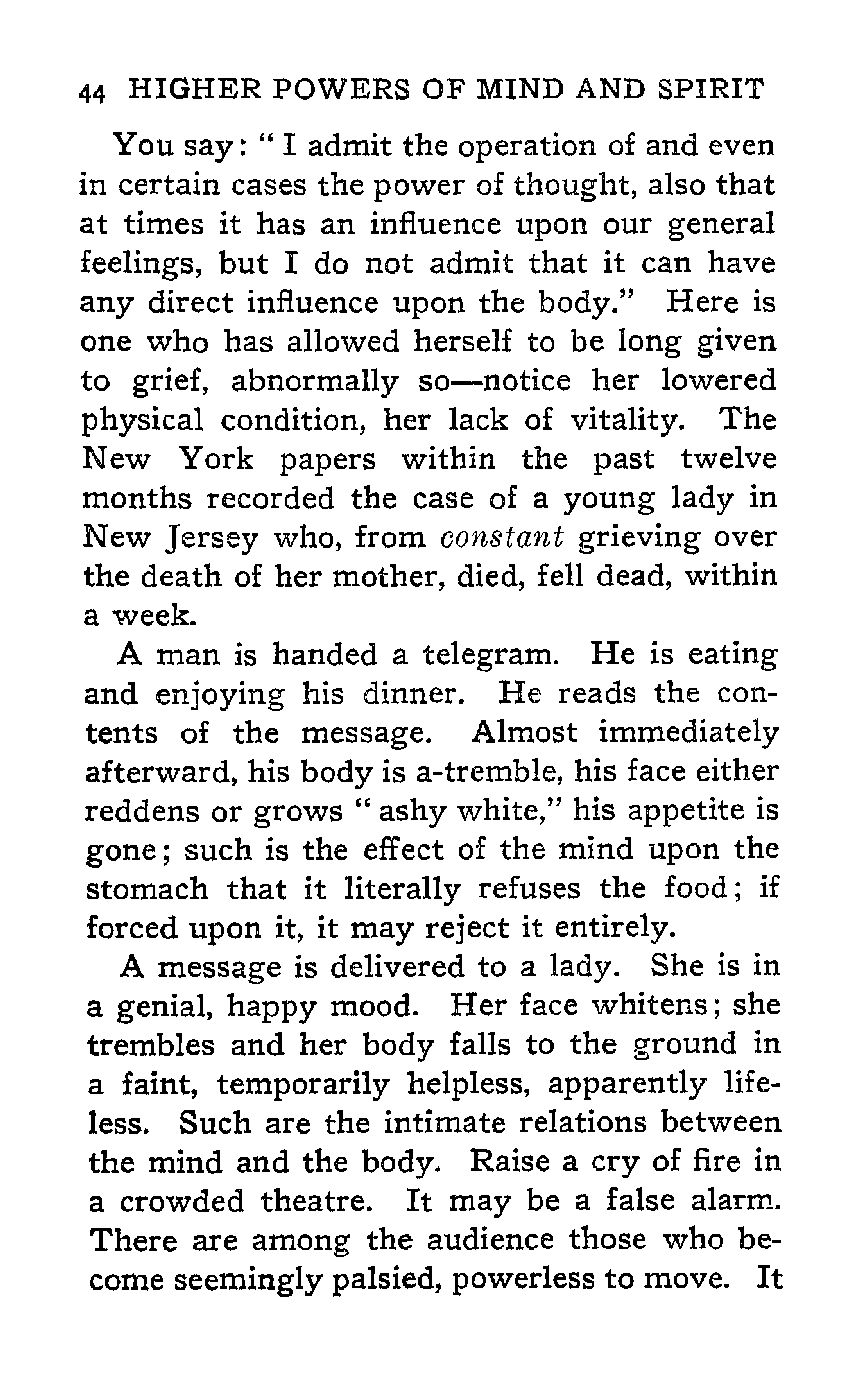 44 HIGHER POWERS OF MIND AND SPIRIT
You say: “ I admit the operation of and even
in certain cases the power of thought, also that
at times it has an influence upon our general
feelings, but I do not admit that it can have
any direct influence upon the body.” Here is
one who has allowed herself to be long given
to grief, abnormally so—notice her lowered
physical condition, her lack of vitality. The
New York papers within the past twelve
months recorded the case of a young lady in
New Jersey who, from constant grieving over
the death of her mother, died, fell dead, within
a week.
A man is handed a telegram. He is eating
and enjoying his dinner. He reads the con-
tents of the message. Almost immediately
afterward, his body is a-tremble, his face either
reddens or grows “ ashy white,” his appetite is
gone; such is the effect of the mind upon the
stomach that it literally refuses the food; if
forced upon it, it may reject it entirely.
A message is delivered to a lady. She is in
a genial, happy mood. Her face whitens; she
trembles and her body falls to the ground in
a faint, temporarily helpless, apparently life-
less. Such are the intimate relations between
the mind and the body. Raise a cry of fire in
a crowded theatre. It may be a false alarm.
There are among the audience those who be-
come seemingly palsied, powerless to move. It